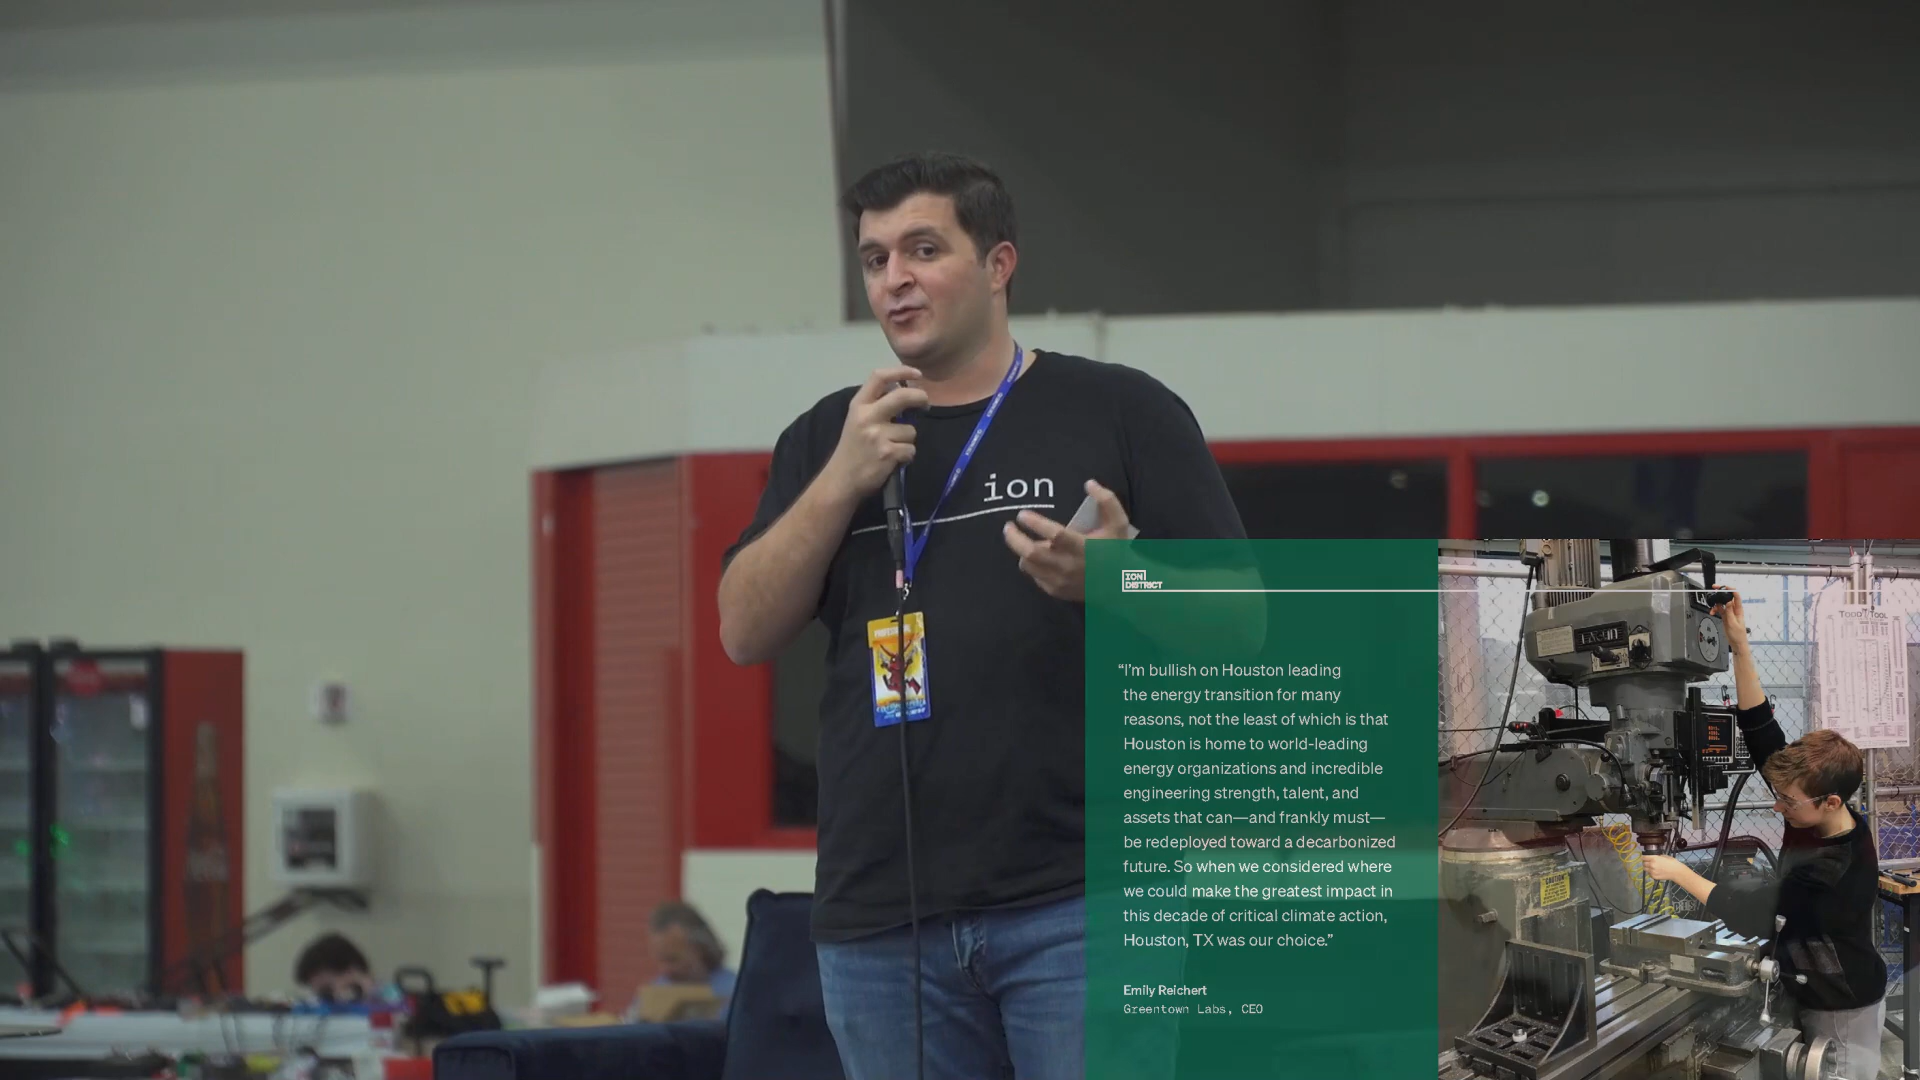 ion
ION
DISTRICT
“I’m bullish on Houston leading
the energy transition for many
reasons, not the least of which is that
Houston is home to world-leading
energy organizations and incredible
engineering strength, talent, and
assets that can—and frankly must—
be redeployed toward a decarbonized
future. So when we considered where
we could make the greatest impact in
this decade of critical climate action,
Houston, TX was our choice.”
Emily Reichert
Greentown Labs, CEO
CAUTION